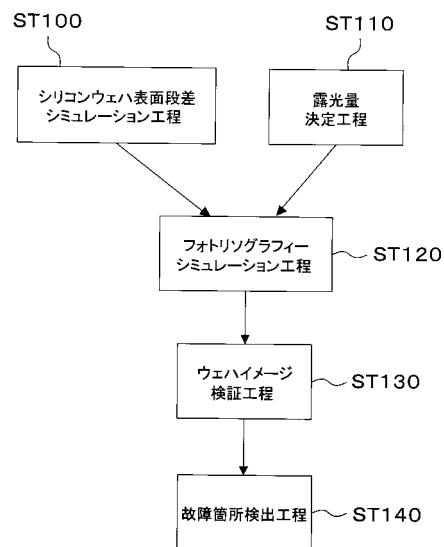 ST100
ST110
シリコンウェハ表面段差
シミュレーション工程
露光量
決定工程
フォトリソグラフィー
シミュレーション工程
ST120
ウェハイメージ
検証工程
ST130
故障箇所検出工程
ST140